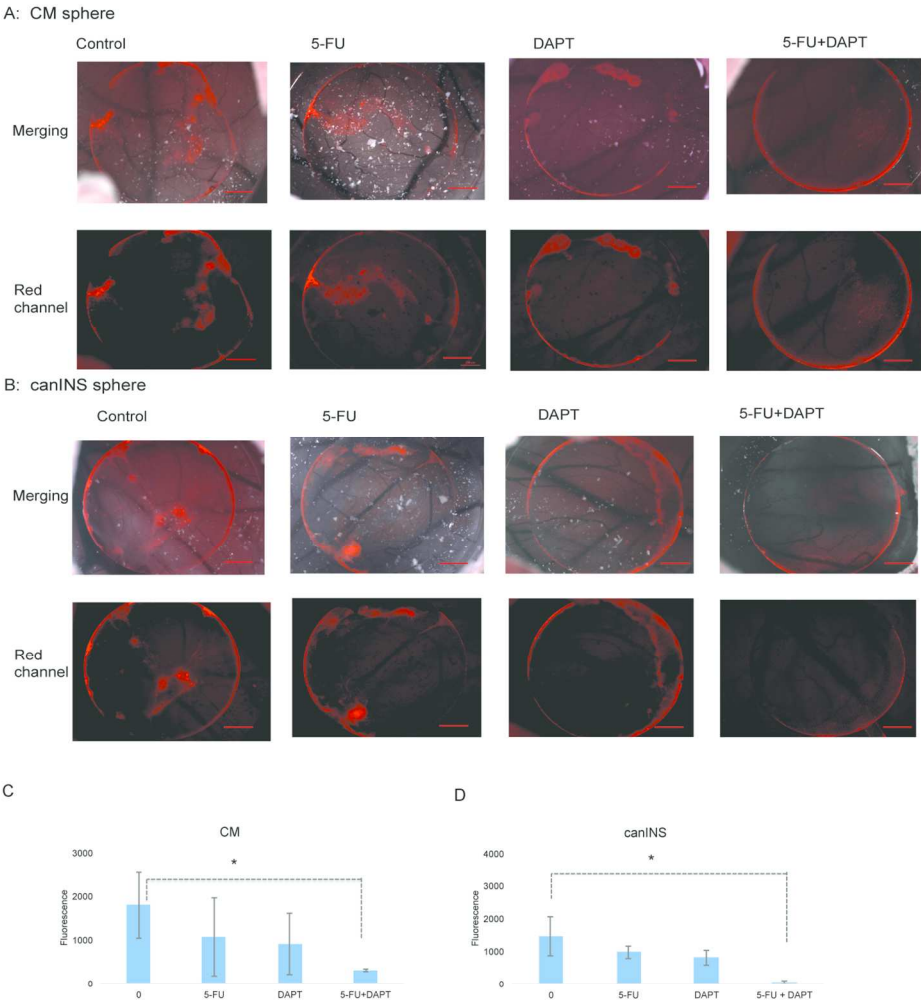 A: CM sphere
Control 5-FU DAPT 5-FU+DAPT
Merging
Red
channel
B: canINS sphere
Control 5-FU DAPT 5-FU+DAPT
Merging
Red
channel
C
CM
3000
2000
1000
0
Fluorescence
*
0 5-FU DAPT 5-FU+DAPT
D
canINS
4000
3000
2000
1000
0
Fluorescence
*
0 5-FU DAPT 5-FU + DAPT